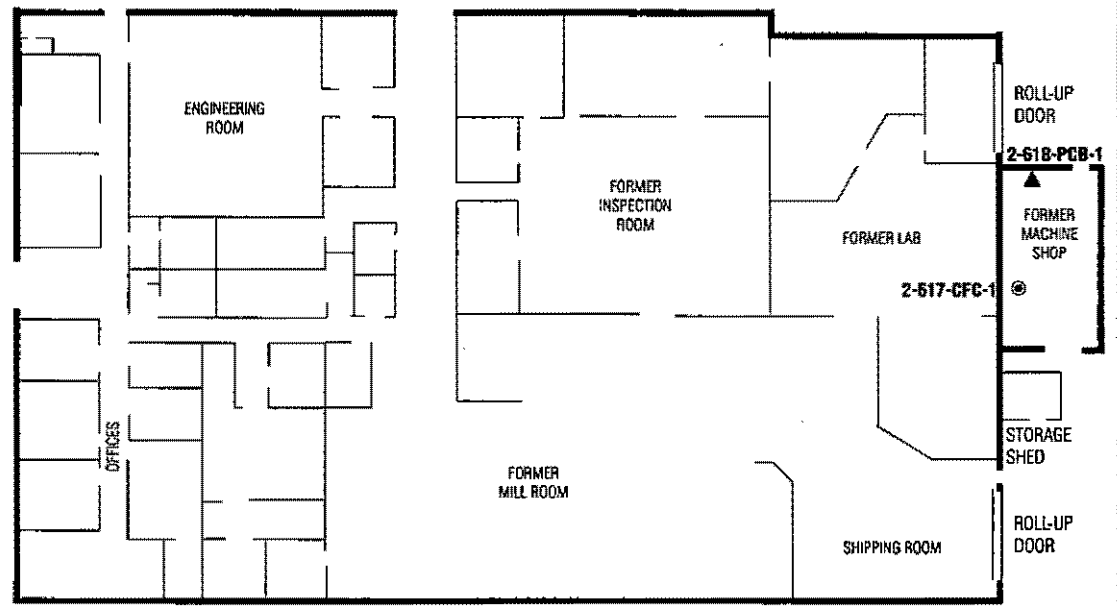 ENGINEERING
ROOM
ROLL-UP
DOOR
2-618-PCB-1
FORMER
INSPECTION
ROOM
FORMER
MACHINE
SHOP
FORMER LAB
2-617-CFC-1
OFFICES
STORAGE
SHED
FORMER
MILL ROOM
SHIPPING ROOM
ROLL-UP
DOOR